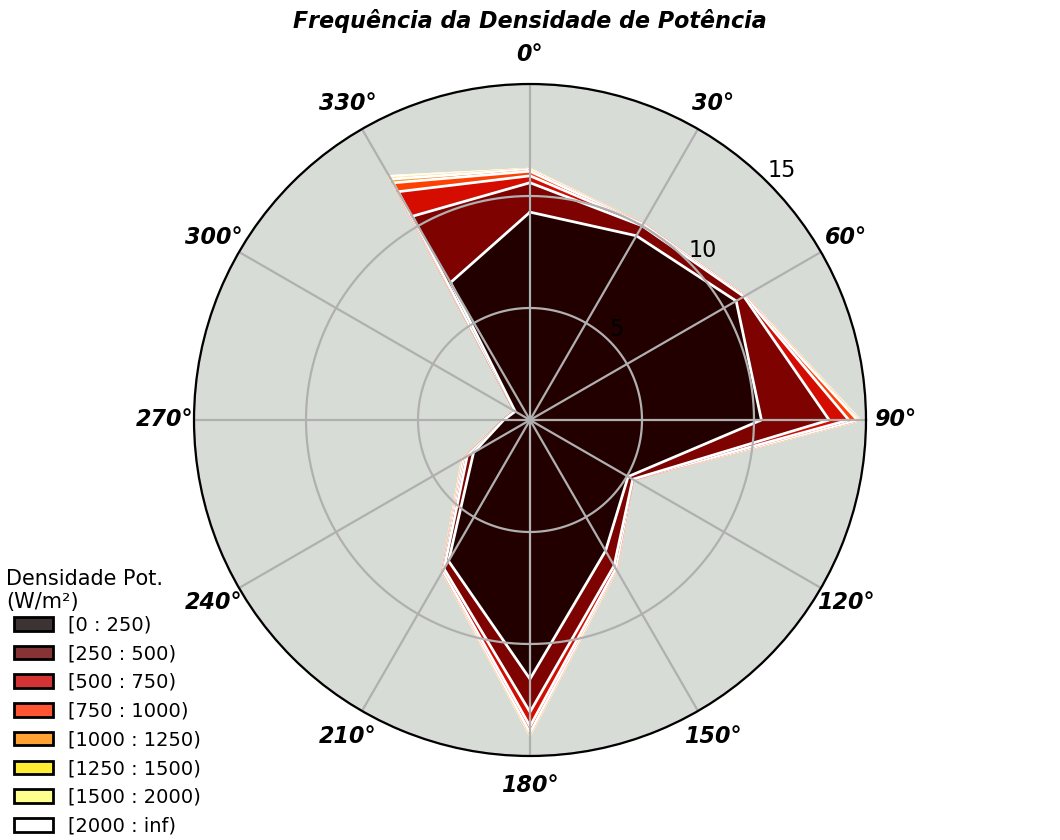 Frequência da Densidade de Potência
0°
330°
30°
15
300°
60°
10
5
270°
90°
240°
120°
210°
150°
180°
Densidade Pot.
(W/m²)
[0 : 250)
[250 : 500)
[500 : 750)
[750 : 1000)
[1000 : 1250)
[1250 : 1500)
[1500 : 2000)
[2000 : inf)